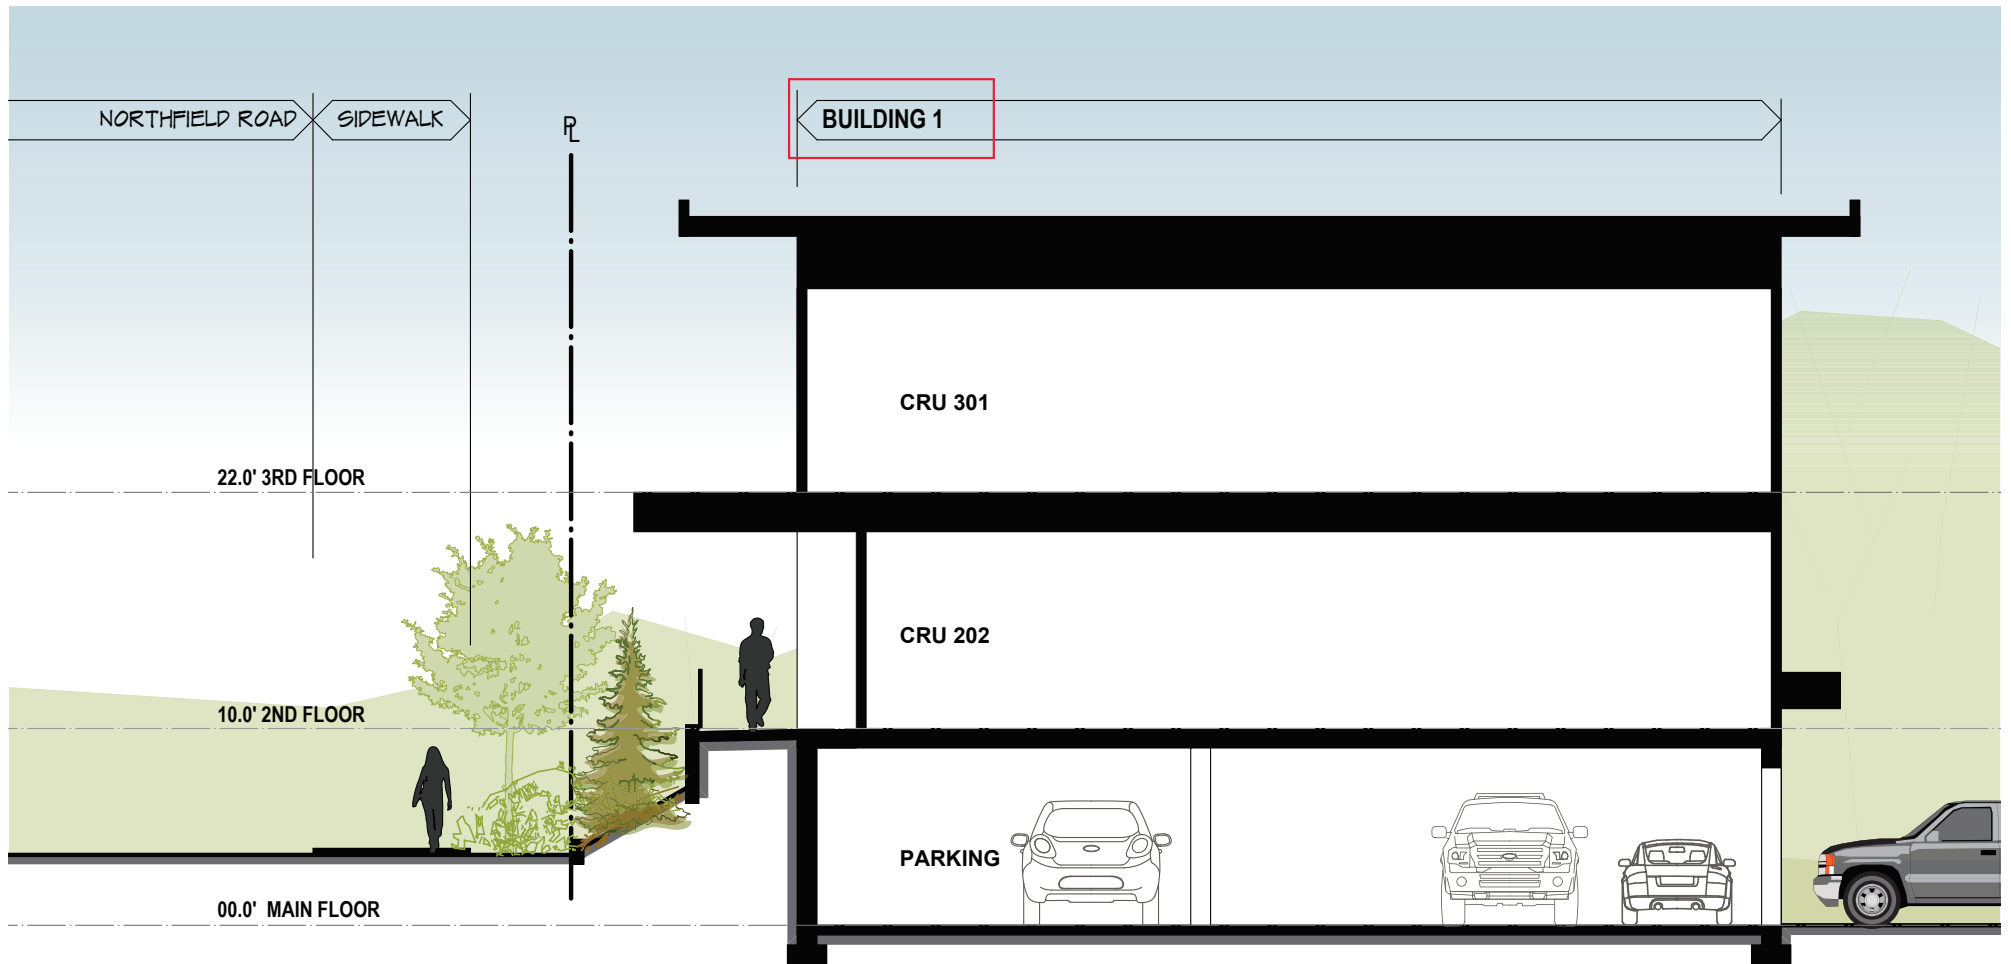 NORTHFIELD ROAD
SIDEWALK
PL
BUILDING 1
CRU 301
22.0' 3RD FLOOR
CRU 202
10.0' 2ND FLOOR
PARKING
00.0' MAIN FLOOR